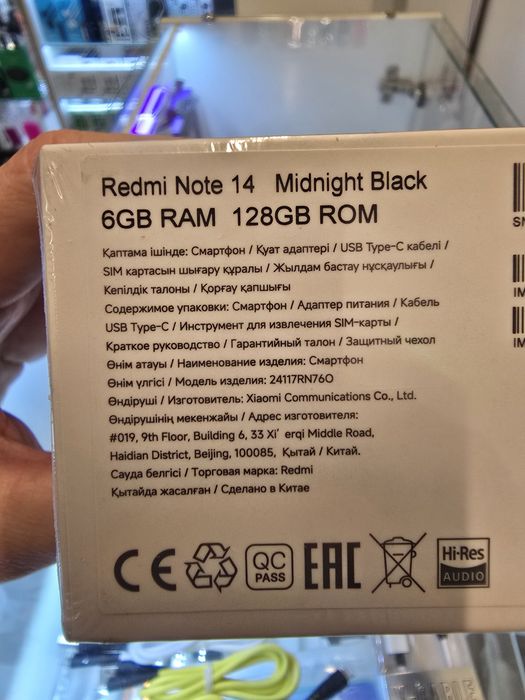 Redmi Note 14 Midnight Black
6GB RAM 128GB ROM
Қаптама ішінде: Смартфон / Қуат адаптері / USB Type-C кабелі /
SIM картасын шығару құралы / Жылдам бастау нұсқаулығы /
Кепілдік талоны / Қорғау қапшығы
Содержимое упаковки: Смартфон / Адаптер питания / Кабель
USB Type-C / Инструмент для извлечения SIM-карты /
Краткое руководство / Гарантийный талон / Защитный чехол
Өнім атауы / Наименование изделия: Смартфон
Өнім үлгісі / Модель изделия: 24117RN76O
Өндіруші / Изготовитель: Xiaomi Communications Co., Ltd.
Өндірушінің мекенжайы / Адрес изготовителя:
#019, 9th Floor, Building 6, 33 Xi' erqi Middle Road,
Haidian District, Beijing, 100085, Қытай / Китай.
Сауда белгісі / Торговая марка: Redmi
Қытайда жасалған / Сделано в Китае
CE QC PASS EAC Hi-Res AUDIO